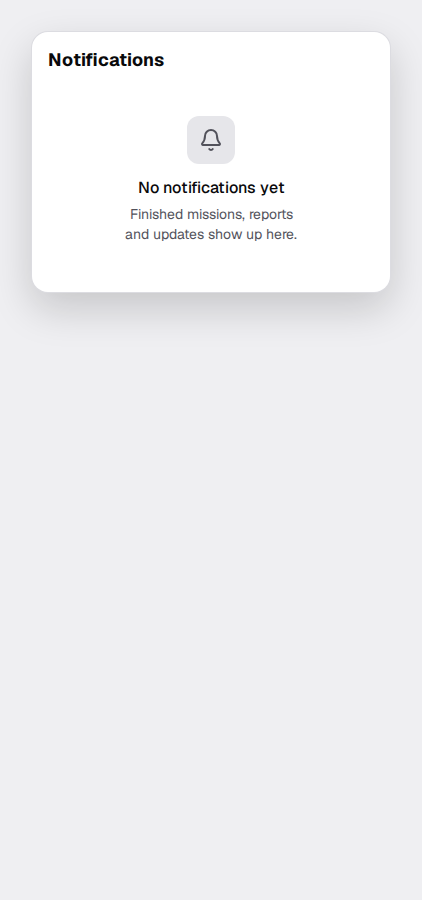 Notifications
No notifications yet
Finished missions, reports
and updates show up here.